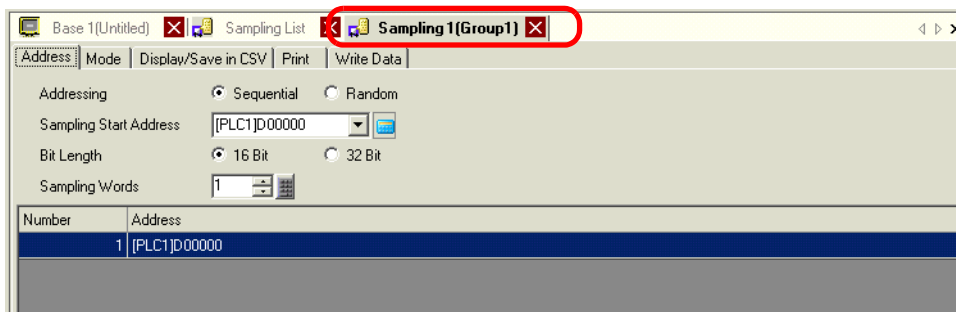 Base 1(Untitled) Sampling List Sampling 1(Group1)
Address Mode Display/Save in CSV Print Write Data
Addressing Sequential Random
Sampling Start Address [PLC1]D00000
Bit Length 16 Bit 32 Bit
Sampling Words 1
Number Address
1 [PLC1]D00000